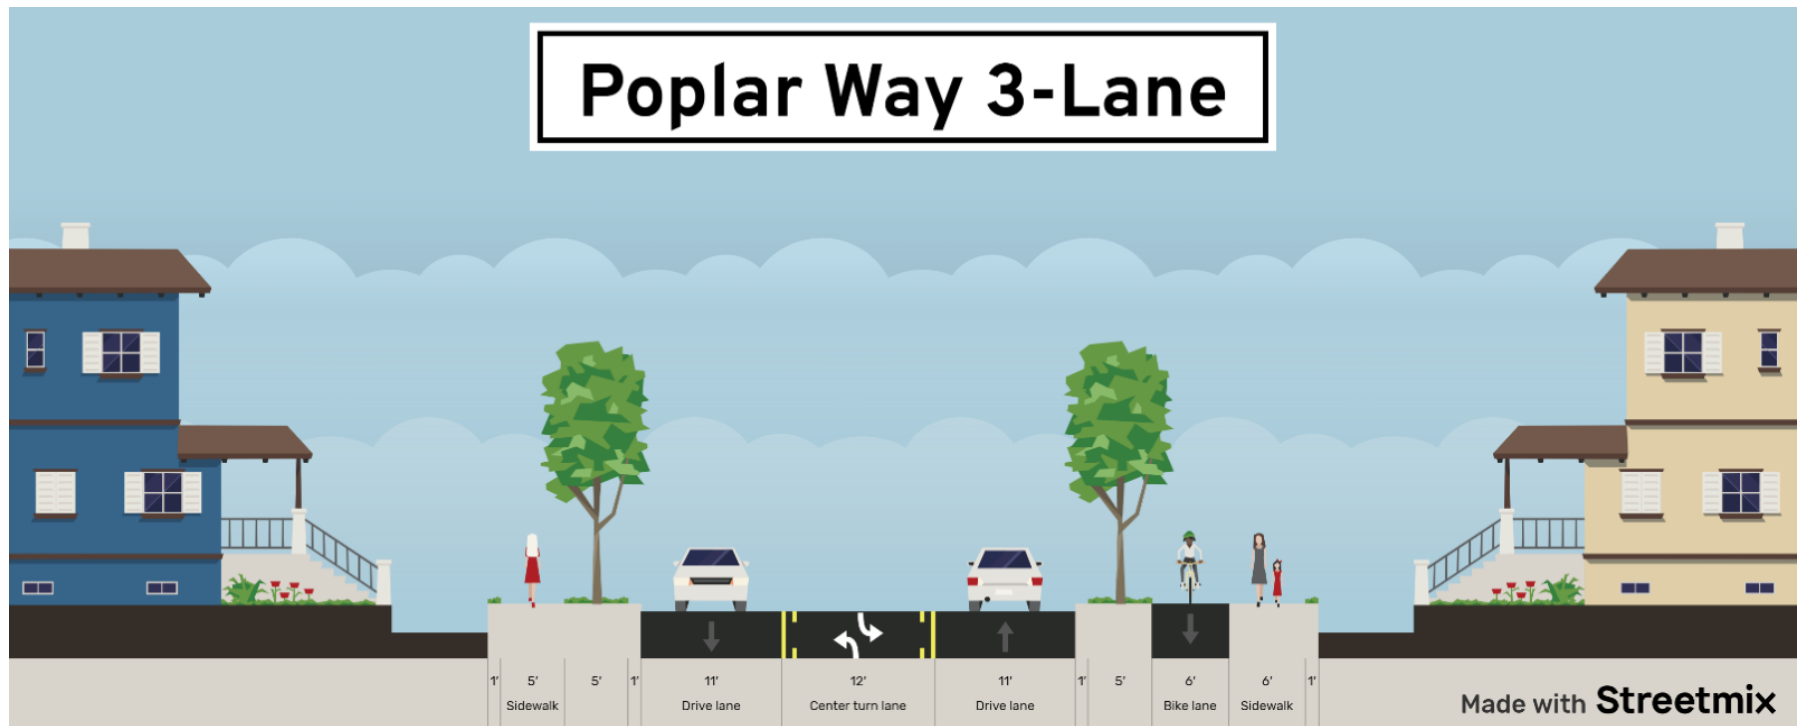 Poplar Way 3-Lane
1' 5' 5' 1' 11' 12' 11' 1' 5' 6' 6' 1'
Sidewalk Drive lane Center turn lane Drive lane Bike lane Sidewalk
Made with Streetmix